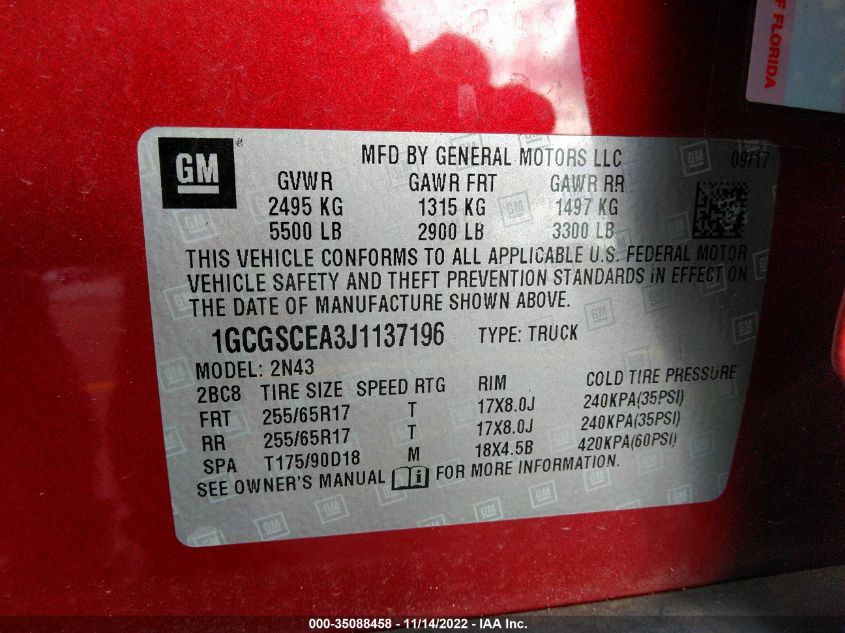 OF FLORIDA
GM ®
MFD BY GENERAL MOTORS LLC 09/17
GVWR GAWR FRT GAWR RR
2495 KG 1315 KG 1497 KG
5500 LB 2900 LB 3300 LB
THIS VEHICLE CONFORMS TO ALL APPLICABLE U.S. FEDERAL MOTOR
VEHICLE SAFETY AND THEFT PREVENTION STANDARDS IN EFFECT ON
THE DATE OF MANUFACTURE SHOWN ABOVE.
1GCGSCEA3J1137196 TYPE: TRUCK
MODEL: 2N43
2BC8 TIRE SIZE SPEED RTG RIM COLD TIRE PRESSURE
FRT 255/65R17 T 17X8.0J 240KPA(35PSI)
RR 255/65R17 T 17X8.0J 240KPA(35PSI)
SPA T175/90D18 M 18X4.5B 420KPA(60PSI)
SEE OWNER'S MANUAL i FOR MORE INFORMATION.
000-35088458 - 11/14/2022 - IAA Inc.